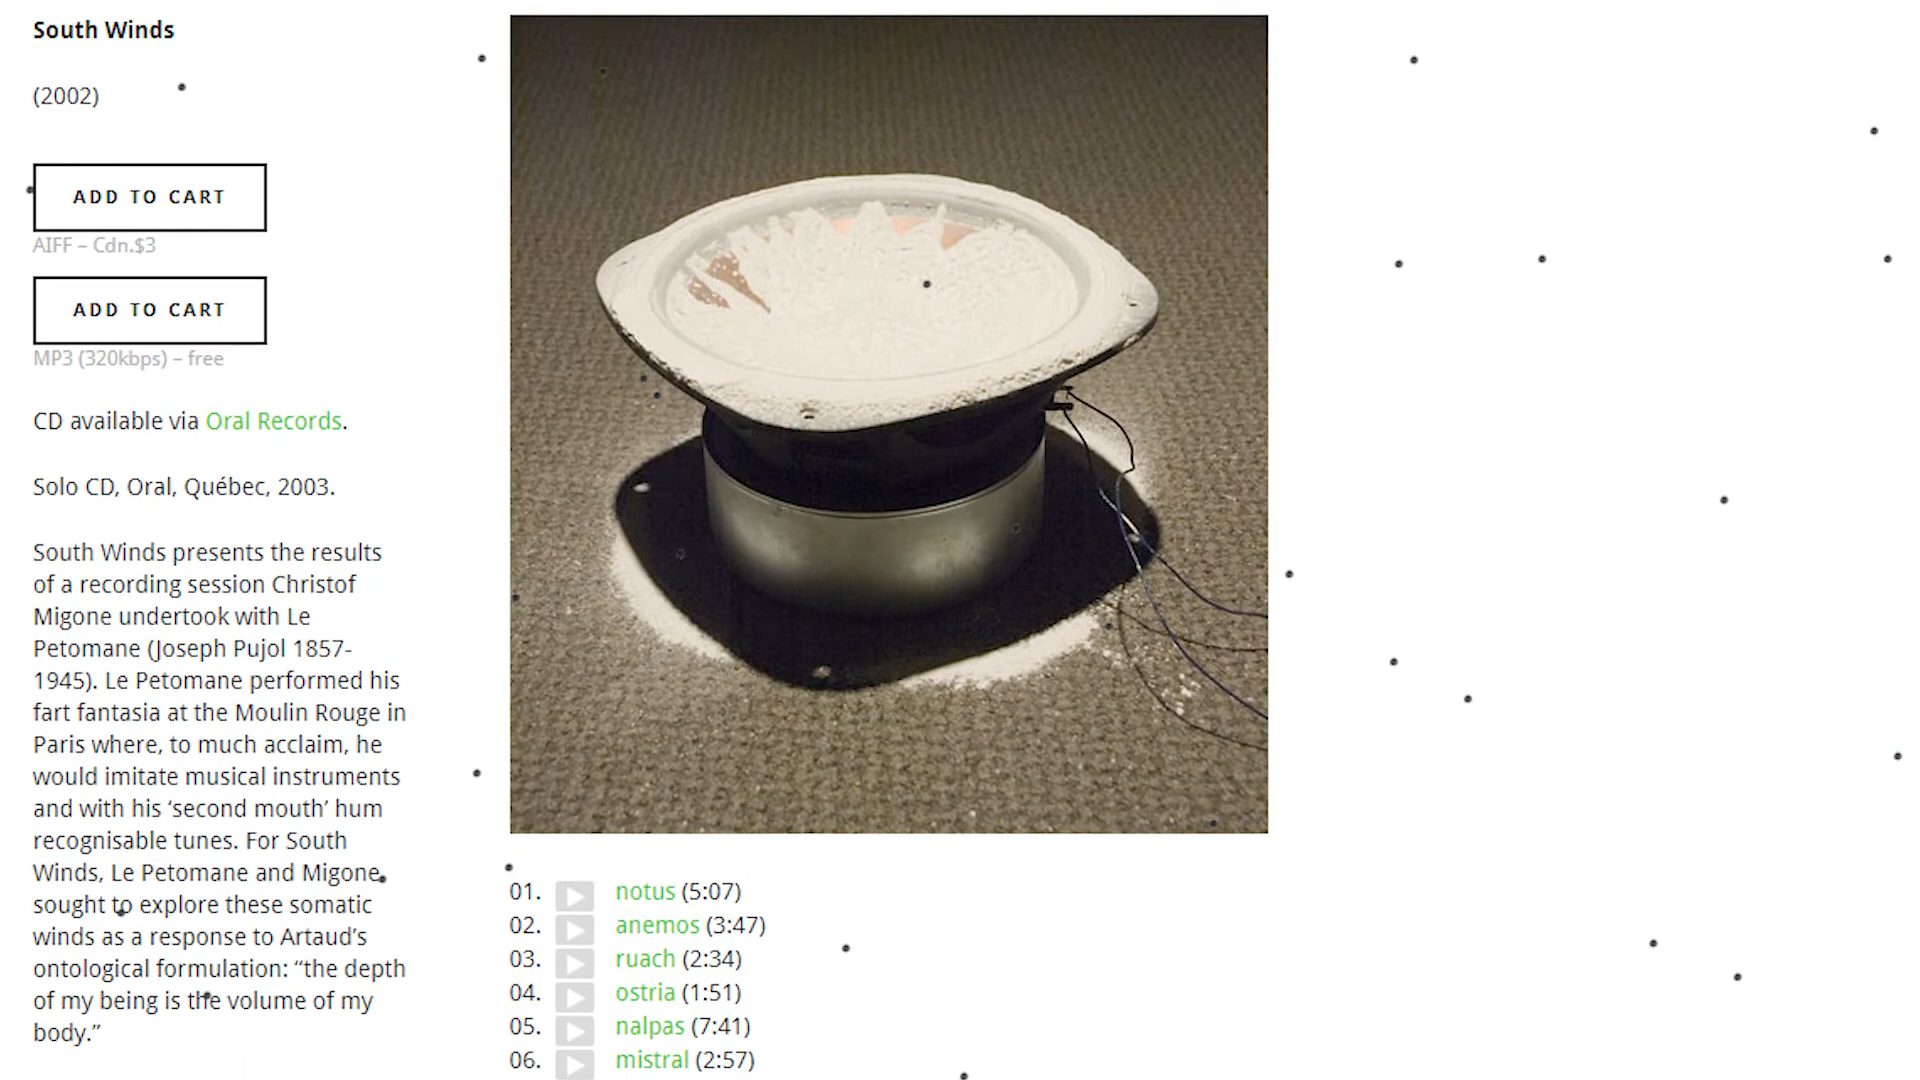 South Winds
(2002)
ADD TO CART
AIFF – Cdn.$3
ADD TO CART
MP3 (320kbps) – free
CD available via Oral Records.
Solo CD, Oral, Québec, 2003.
South Winds presents the results
of a recording session Christof
Migone undertook with Le
Petomane (Joseph Pujol 1857-
1945). Le Petomane performed his
fart fantasia at the Moulin Rouge in
Paris where, to much acclaim, he
would imitate musical instruments
and with his ‘second mouth’ hum
recognisable tunes. For South
Winds, Le Petomane and Migone
sought to explore these somatic
winds as a response to Artaud’s
ontological formulation: “the depth
of my being is the volume of my
body.”
01. notus (5:07)
02. anemos (3:47)
03. ruach (2:34)
04. ostria (1:51)
05. nalpas (7:41)
06. mistral (2:57)